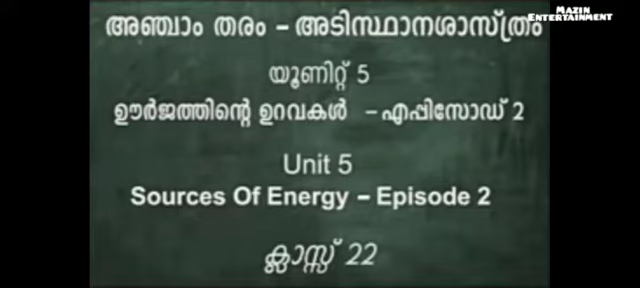 അഞ്ചാം തരം – അടിസ്ഥാനശാസ്ത്രം
MAZIN
ENTERTAINMENT
യൂണിറ്റ് 5
ഊർജത്തിന്റെ ഉറവകൾ – എപ്പിസോഡ് 2
Unit 5
Sources Of Energy – Episode 2
ക്ലാസ്സ് 22